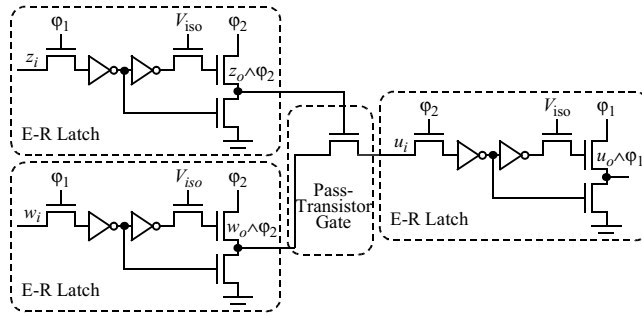 φ1 Viso φ2
zi
zo∧φ2
E-R Latch
φ1 Viso φ2
wi
wo∧φ2
E-R Latch
Pass-
Transistor
Gate
φ2 Viso φ1
ui
uo∧φ1
E-R Latch